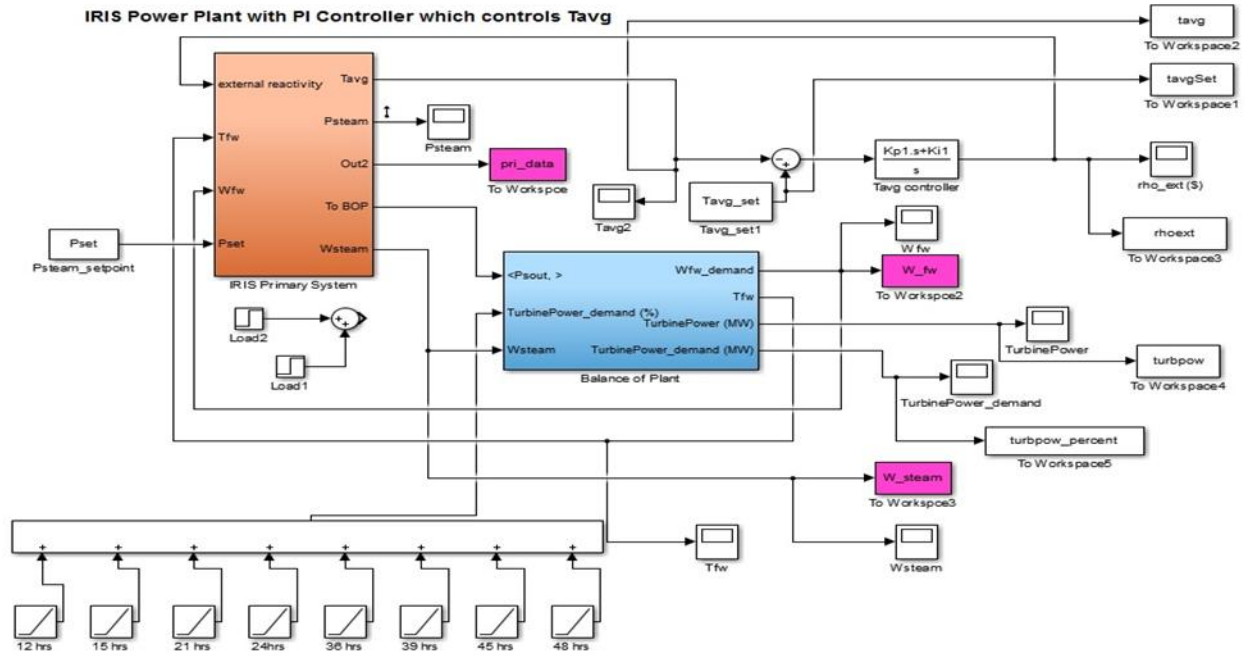 IRIS Power Plant with PI Controller which controls Tavg
tavg
To Workspace2
tavgSet
To Workspace1
external reactivity
Tavg
Tfw
Psteam
Out2
Wfw
To BOP
Pset
Wsteam
IRIS Primary System
Pset
Psteam_setpoint
Psteam
pri_data
To Workspce
Tavg2
Tavg_set
Tavg_set1
- +
Kp1.s+Ki1
s
Tavg controller
rho_ext ($)
rhoext
To Workspace3
Wfw
W_fw
To Workspce2
<Psout, >
TurbinePower_demand (%)
Wsteam
Wfw_demand
Tfw
TurbinePower (MW)
TurbinePower_demand (MW)
Balance of Plant
Load2
+ +
Load1
TurbinePower
turbpow
To Workspace4
TurbinePower_demand
turbpow_percent
To Workspace5
W_steam
To Workspce3
Tfw
Wsteam
+ + + + + + + +
12 hrs 15 hrs 21 hrs 24hrs 36 hrs 39 hrs 45 hrs 48 hrs